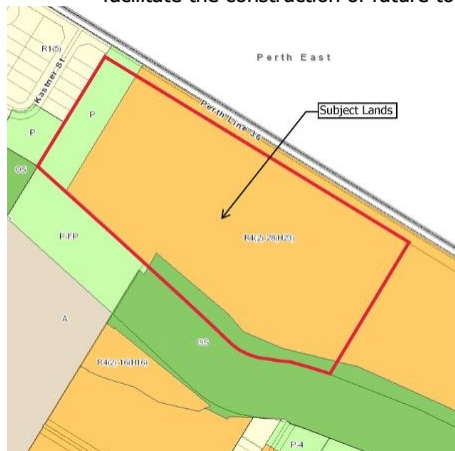 facilitate the construction of future to
R1(5)
Perth East
Kastner St
Perth Line 36
Subject Lands
P
P
OS
R4(2)-28(H23)
P-FP
A
OS
R4(2)-16(H16)
P-4